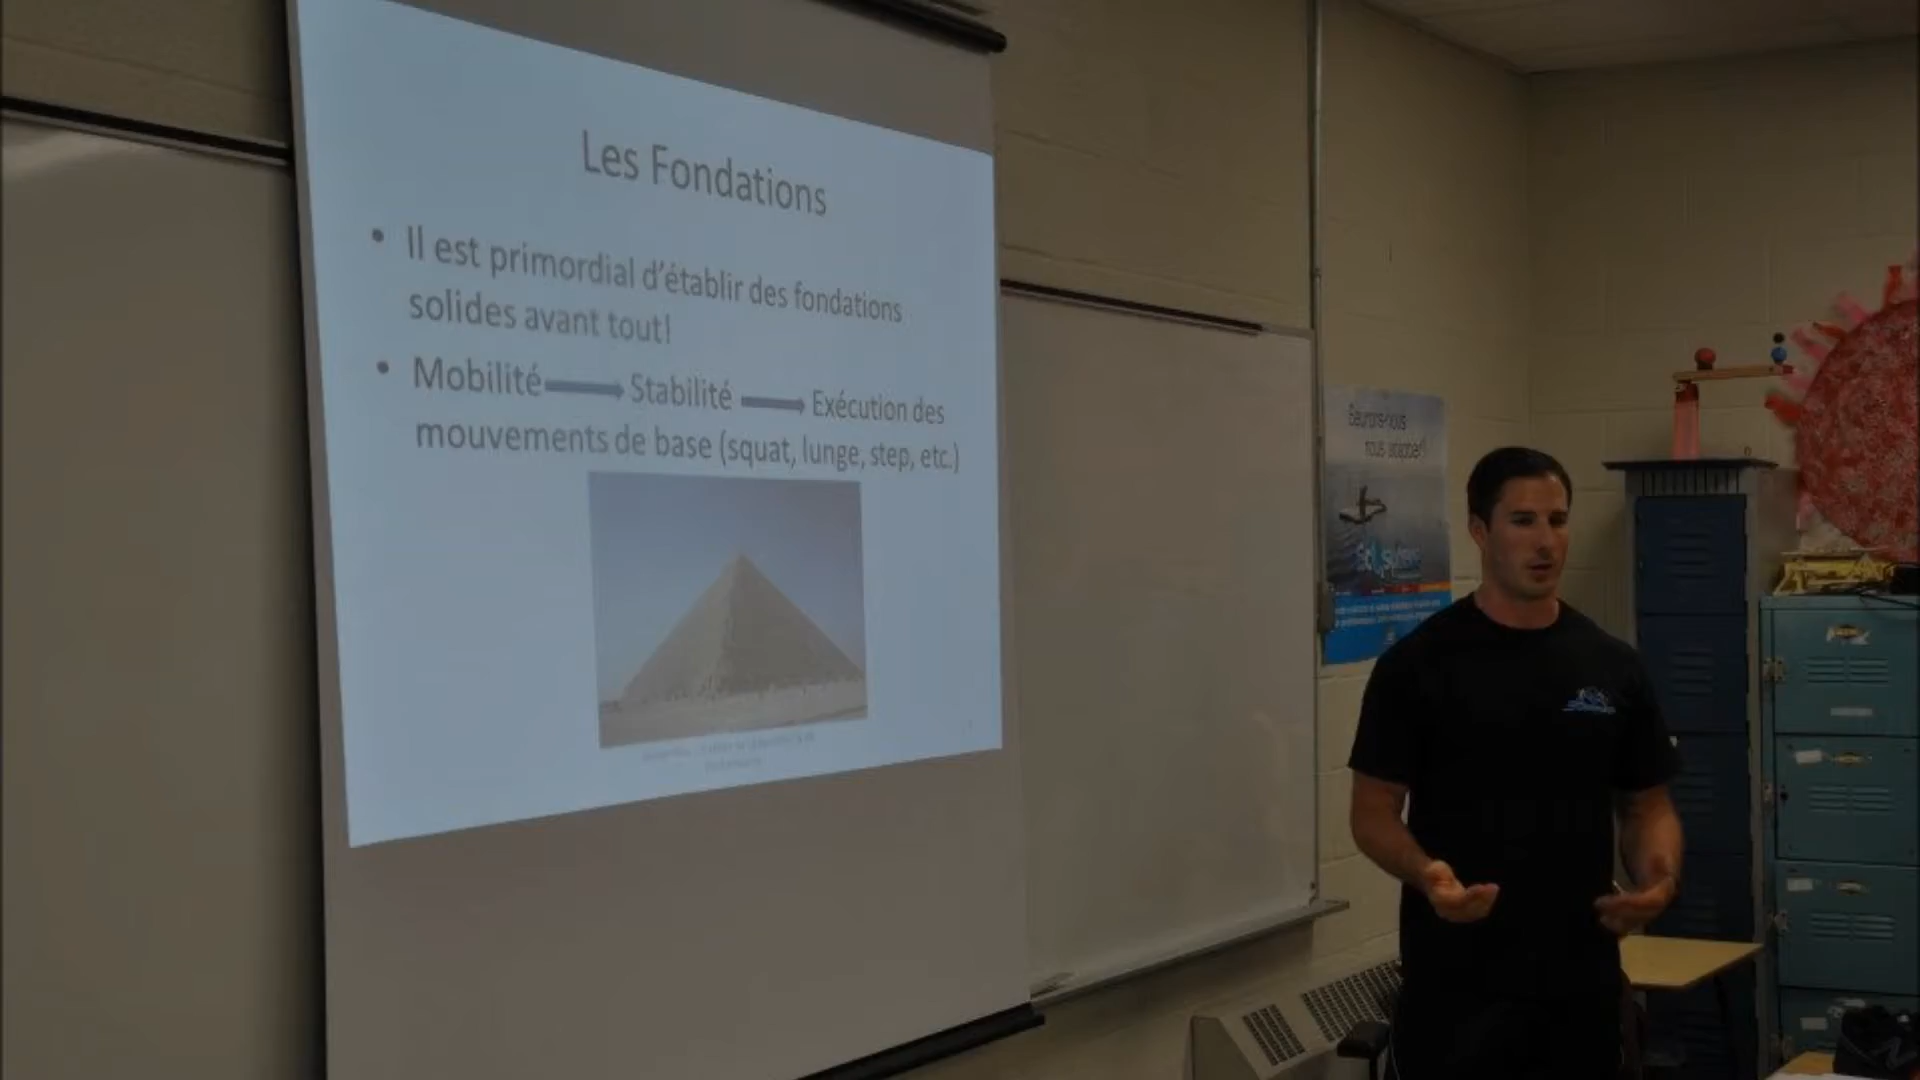 Les Fondations
• Il est primordial d'établir des fondations
solides avant tout!
• Mobilité → Stabilité → Exécution des
mouvements de base (squat, lunge, step, etc.)